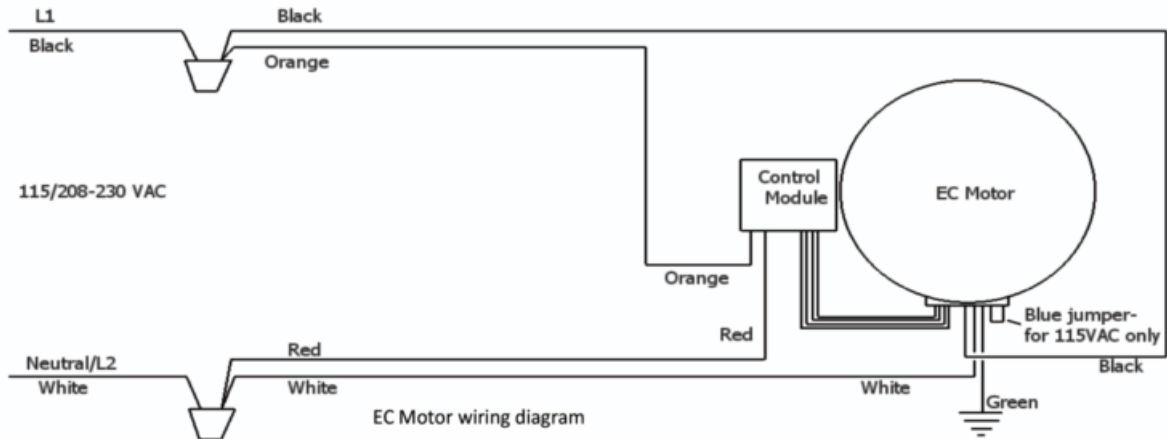 L1
Black
Black
Orange
115/208-230 VAC
Control
Module
EC Motor
Orange
Blue jumper-
for 115VAC only
Red
Black
Neutral/L2
White
Red
White
White
Green
EC Motor wiring diagram